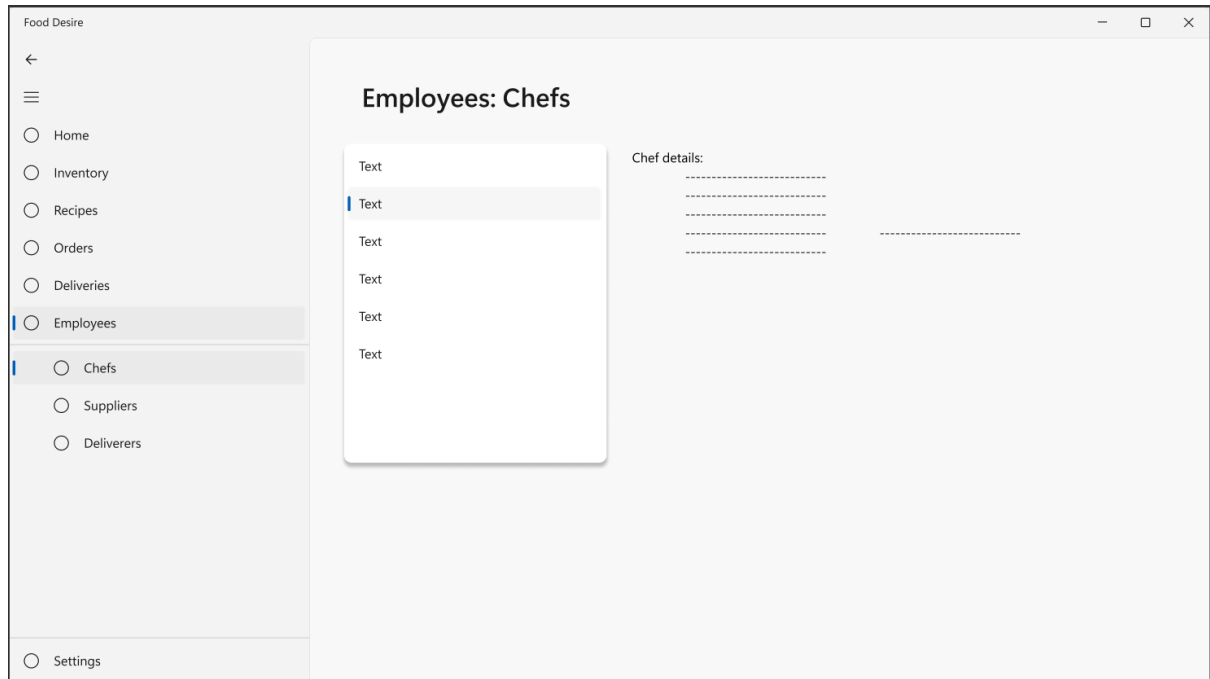 Food Desire
Home
Inventory
Recipes
Orders
Deliveries
Employees
Chefs
Suppliers
Deliverers
Settings
Employees: Chefs
Text
Text
Text
Text
Text
Text
Chef details:
---------------------------
---------------------------
---------------------------
--------------------------- ---------------------------
---------------------------